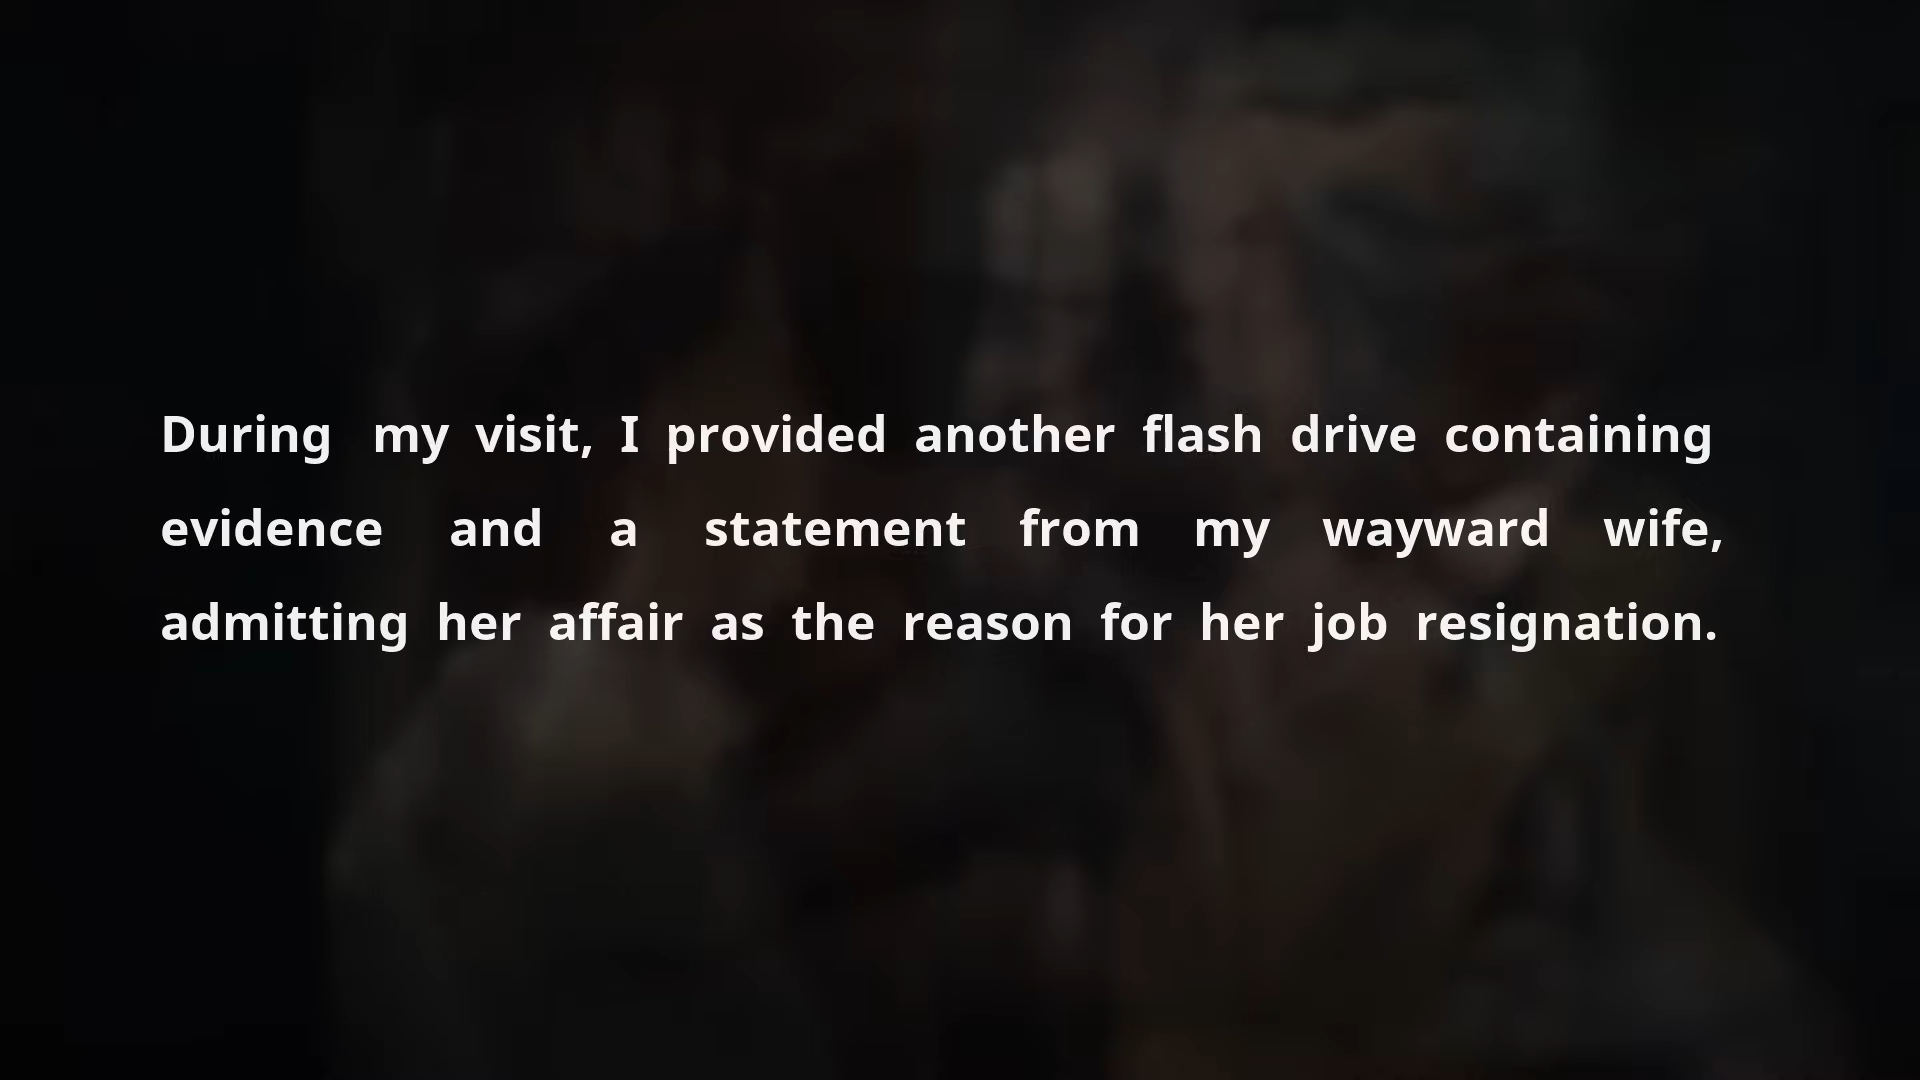 During my visit, I provided another flash drive containing
evidence and a statement from my wayward wife,
admitting her affair as the reason for her job resignation.